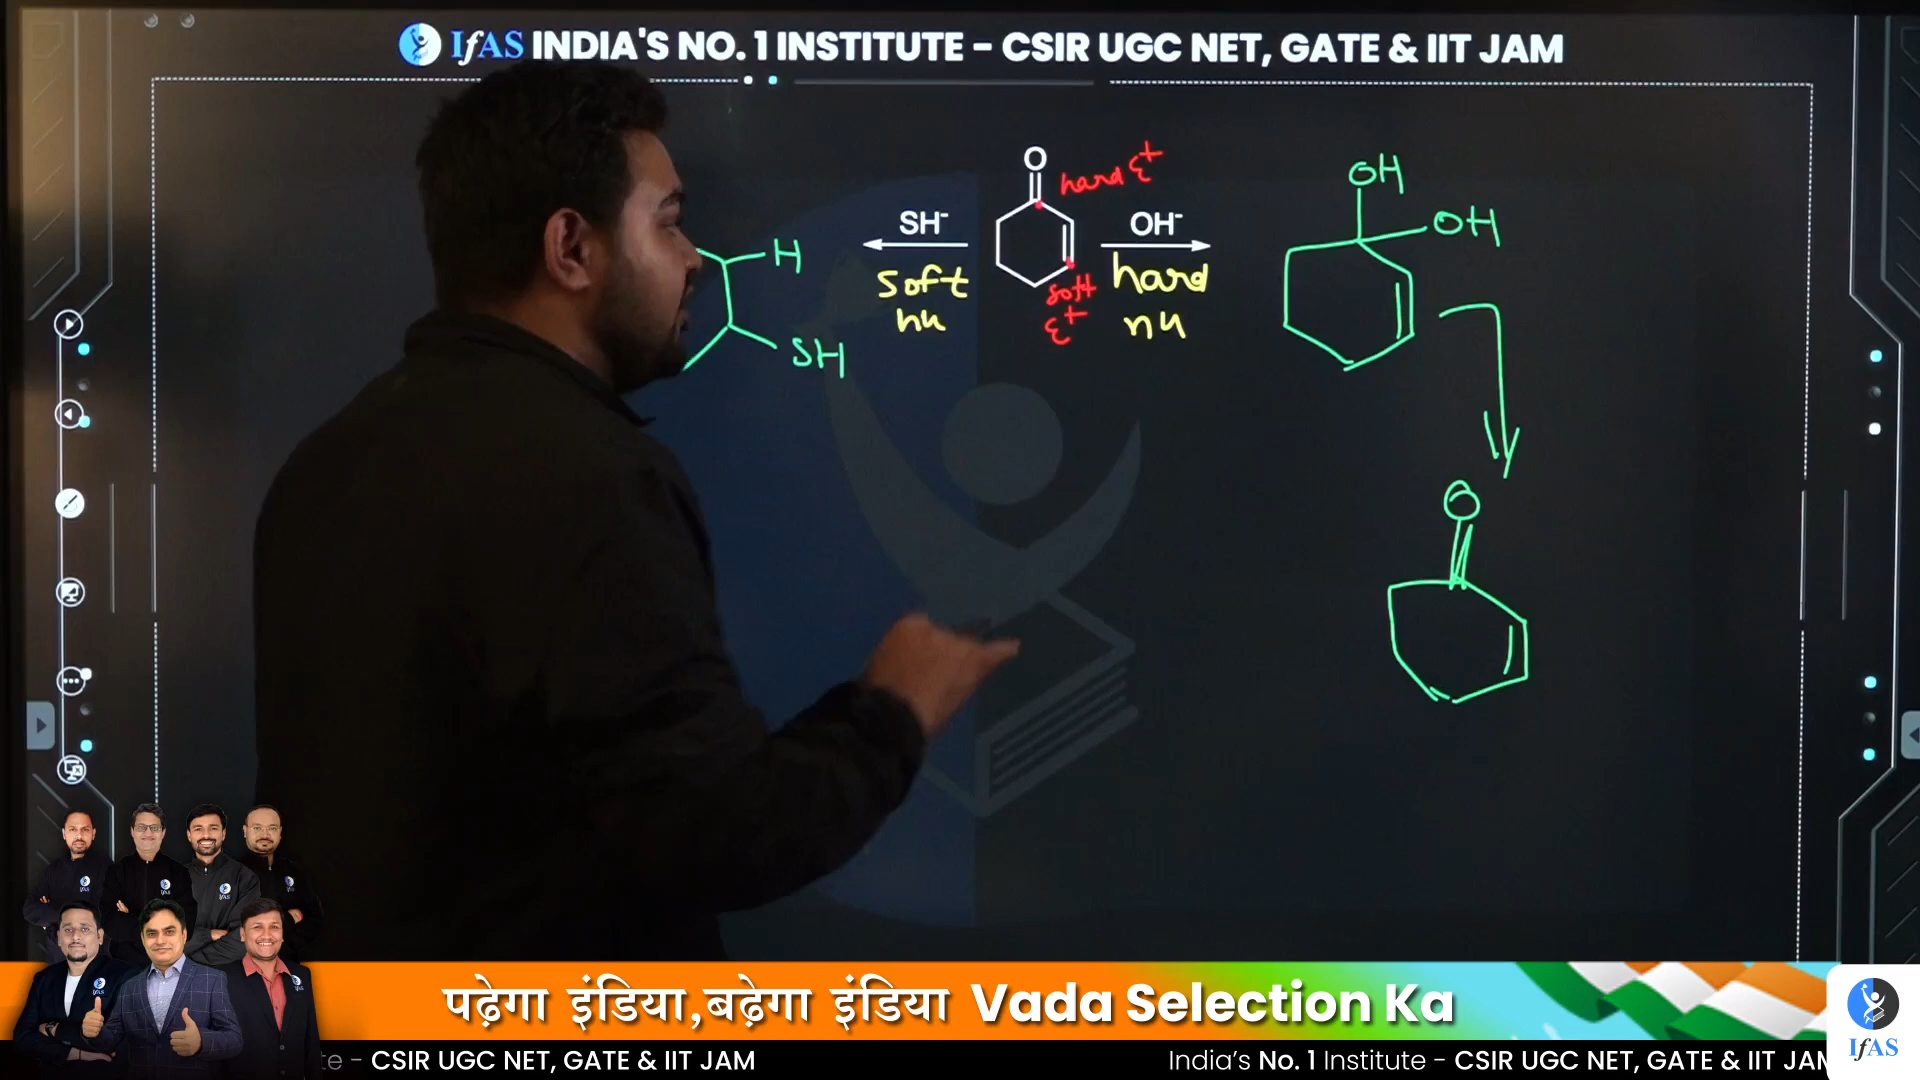 IfAS INDIA'S NO. 1 INSTITUTE - CSIR UGC NET, GATE & IIT JAM
O
hard ε+
SH-
OH-
soft
nu
soft
ε+
hard
nu
H
SH
OH
OH
O
पढ़ेगा इंडिया,बढ़ेगा इंडिया Vada Selection Ka
te - CSIR UGC NET, GATE & IIT JAM
India's No. 1 Institute - CSIR UGC NET, GATE & IIT JAM
IfAS